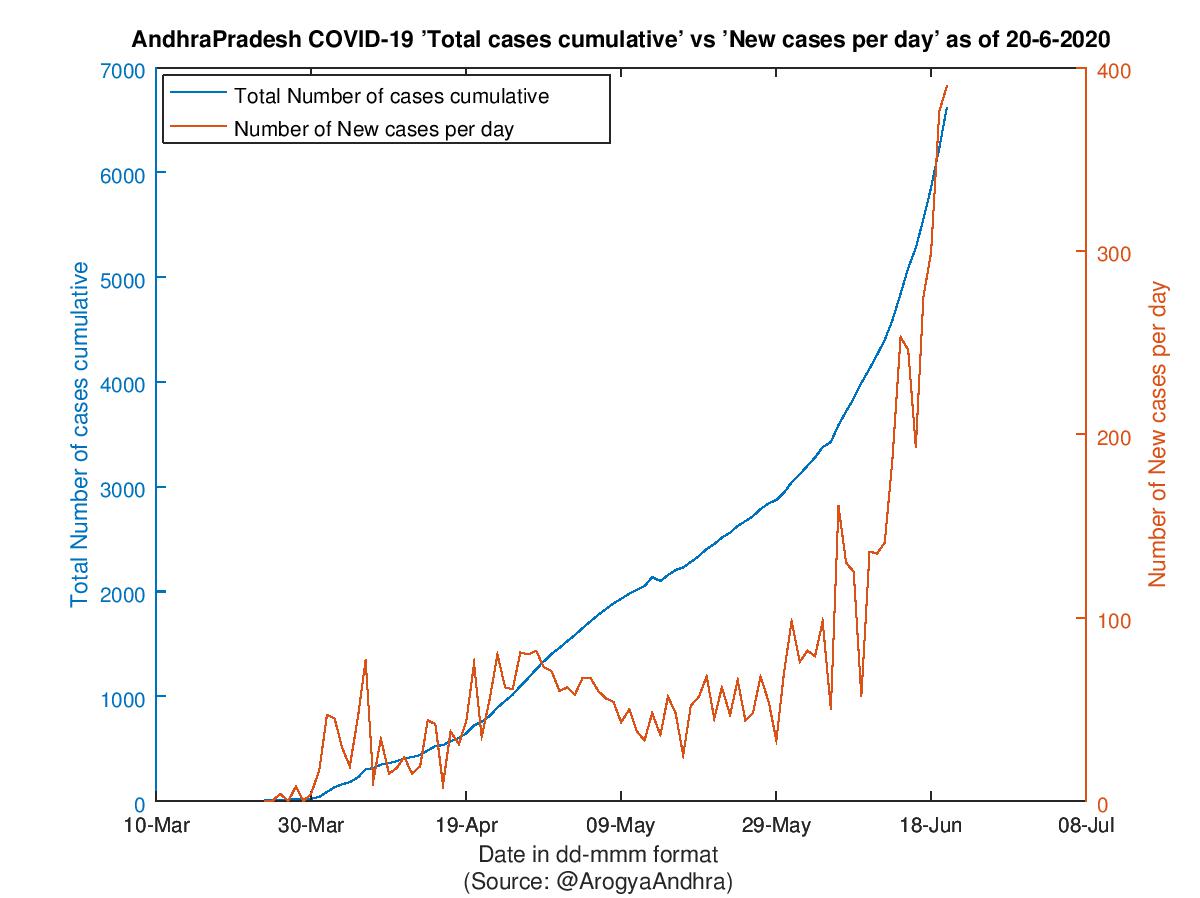 AndhraPradesh COVID-19 ’Total cases cumulative’ vs ’New cases per day’ as of 20-6-2020
Total Number of cases cumulative
Number of New cases per day
7000
6000
5000
4000
3000
2000
1000
0
Total Number of cases cumulative
400
300
200
100
0
Number of New cases per day
10-Mar 30-Mar 19-Apr 09-May 29-May 18-Jun 08-Jul
Date in dd-mmm format
(Source: @ArogyaAndhra)